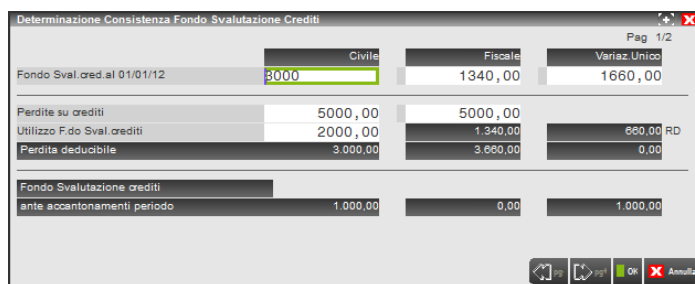 Determinazione Consistenza Fondo Svalutazione Crediti [+] X
Pag 1/2
Civile Fiscale Variaz.Unico
Fondo Sval.cred.al 01/01/12 3000 1340,00 1660,00
Perdite su crediti 5000,00 5000,00
Utilizzo F.do Sval.crediti 2000,00 1.340,00 660,00 RD
Perdita deducibile 3.000,00 3.660,00 0,00
Fondo Svalutazione crediti
ante accantonamenti periodo 1.000,00 0,00 1.000,00
pg pg OK X Annulla